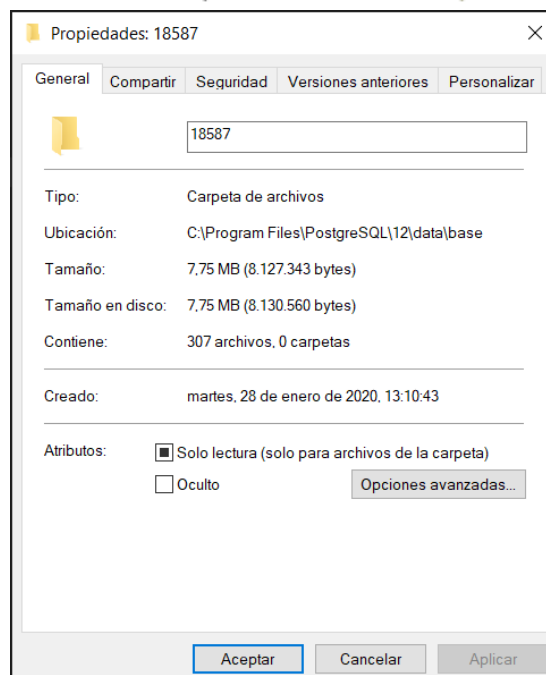 Propiedades: 18587
General Compartir Seguridad Versiones anteriores Personalizar
18587
Tipo: Carpeta de archivos
Ubicación: C:\Program Files\PostgreSQL\12\data\base
Tamaño: 7,75 MB (8.127.343 bytes)
Tamaño en disco: 7,75 MB (8.130.560 bytes)
Contiene: 307 archivos, 0 carpetas
Creado: martes, 28 de enero de 2020, 13:10:43
Atributos: Solo lectura (solo para archivos de la carpeta)
Oculto Opciones avanzadas...
Aceptar Cancelar Aplicar